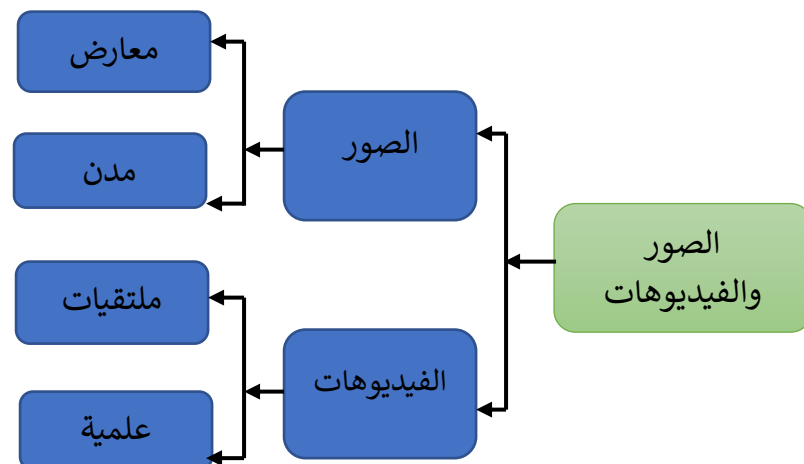 الصور
والفيديوهات
الصور
معارض
مدن
الفيديوهات
ملتقيات
علمية